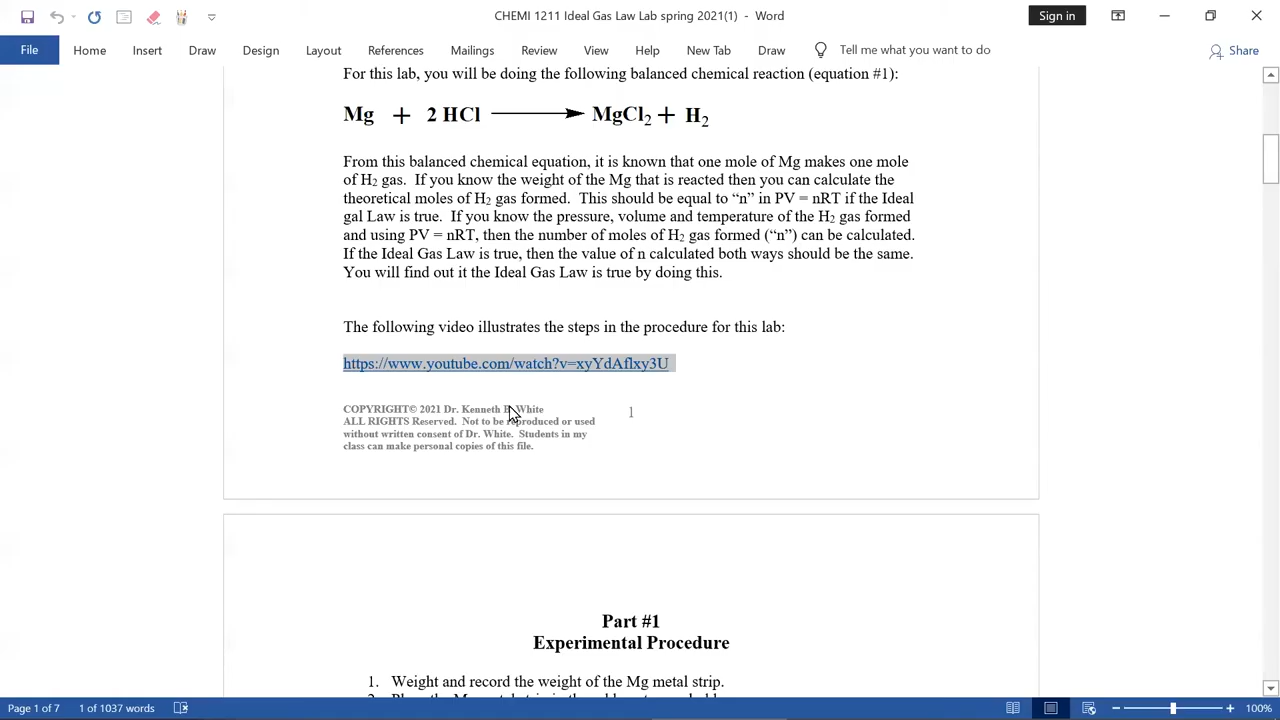 CHEMI 1211 Ideal Gas Law Lab spring 2021(1) - Word
Sign in
File Home Insert Draw Design Layout References Mailings Review View Help New Tab Draw Tell me what you want to do Share
For this lab, you will be doing the following balanced chemical reaction (equation #1):
Mg + 2 HCl ⟶ MgCl₂ + H₂
From this balanced chemical equation, it is known that one mole of Mg makes one mole
of H₂ gas. If you know the weight of the Mg that is reacted then you can calculate the
theoretical moles of H₂ gas formed. This should be equal to “n” in PV = nRT if the Ideal
gal Law is true. If you know the pressure, volume and temperature of the H₂ gas formed
and using PV = nRT, then the number of moles of H₂ gas formed (“n”) can be calculated.
If the Ideal Gas Law is true, then the value of n calculated both ways should be the same.
You will find out it the Ideal Gas Law is true by doing this.
The following video illustrates the steps in the procedure for this lab:
https://www.youtube.com/watch?v=xyYdAflxy3U
COPYRIGHT© 2021 Dr. Kenneth White
1
ALL RIGHTS Reserved. Not to be reproduced or used
without written consent of Dr. White. Students in my
class can make personal copies of this file.
Part #1
Experimental Procedure
1. Weight and record the weight of the Mg metal strip.
Page 1 of 7 1 of 1037 words 100%